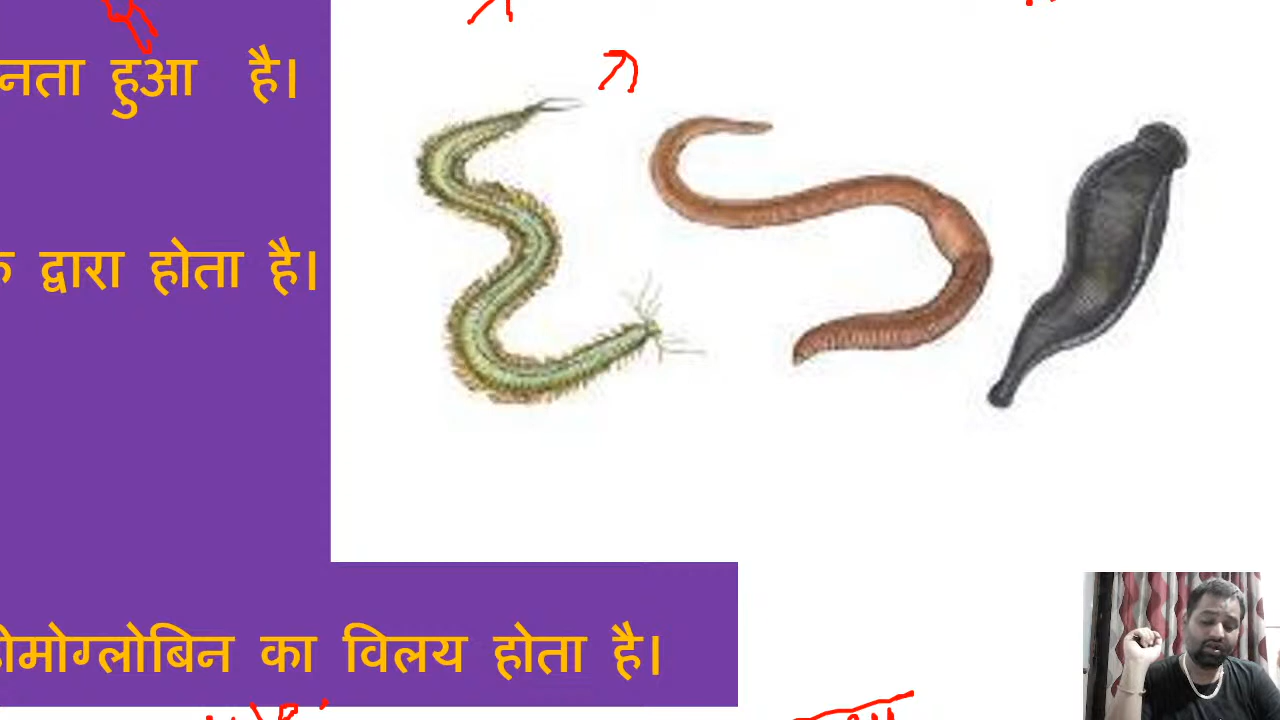 नता हुआ है।
द्वारा होता है।
का विलय होता है।